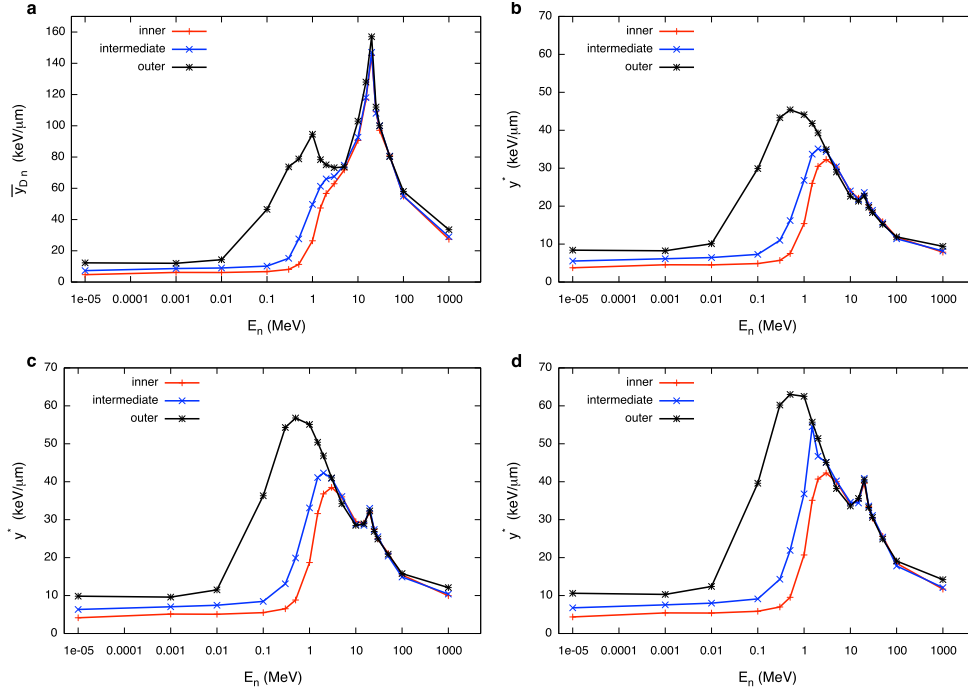 a
inner
intermediate
outer
160
140
120
100
80
60
40
20
0
y̅D n (keV/μm)
1e-05 0.0001 0.001 0.01 0.1 1 10 100 1000
En (MeV)
b
inner
intermediate
outer
70
60
50
40
30
20
10
0
y* (keV/μm)
1e-05 0.0001 0.001 0.01 0.1 1 10 100 1000
En (MeV)
c
inner
intermediate
outer
70
60
50
40
30
20
10
0
y* (keV/μm)
1e-05 0.0001 0.001 0.01 0.1 1 10 100 1000
En (MeV)
d
inner
intermediate
outer
70
60
50
40
30
20
10
0
y* (keV/μm)
1e-05 0.0001 0.001 0.01 0.1 1 10 100 1000
En (MeV)